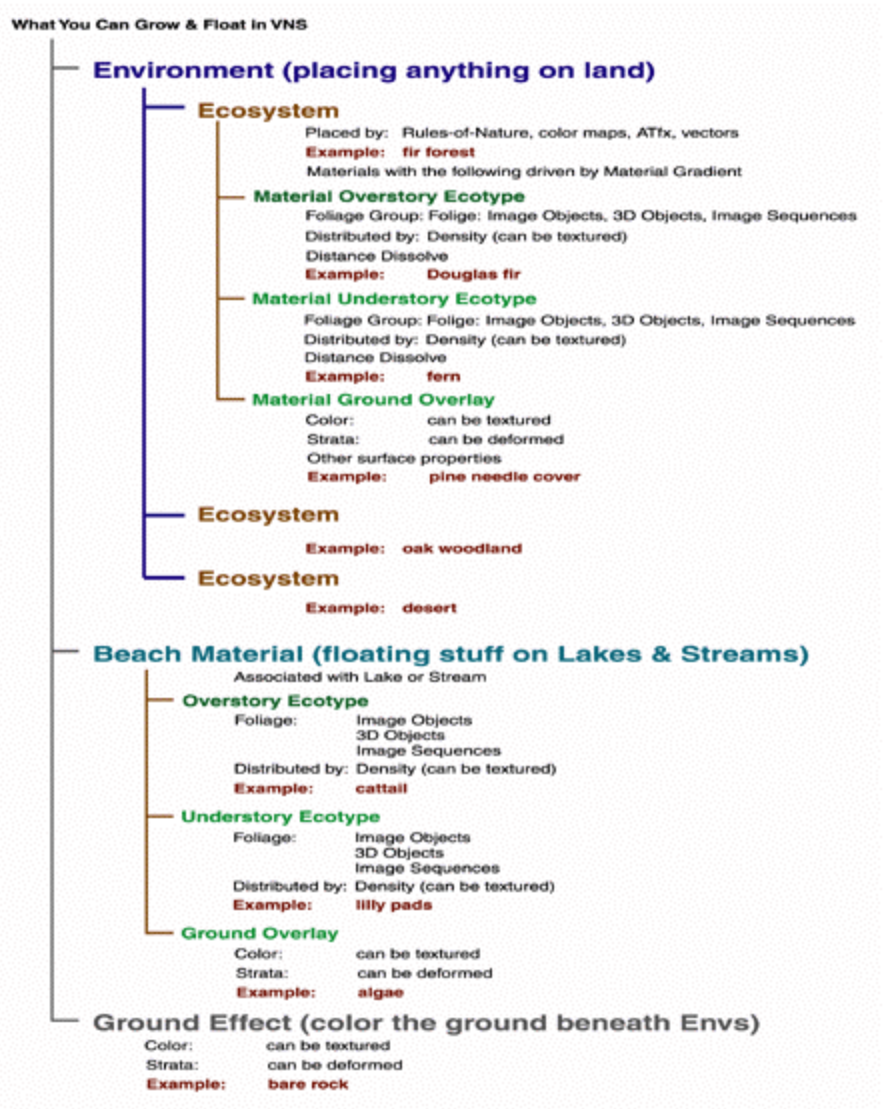 What You Can Grow & Float in VNS
Environment (placing anything on land)
Ecosystem
Placed by: Rules-of-Nature, color maps, ATfx, vectors
Example: fir forest
Materials with the following driven by Material Gradient
Material Overstory Ecotype
Foliage Group: Folige: Image Objects, 3D Objects, Image Sequences
Distributed by: Density (can be textured)
Distance Dissolve
Example: Douglas fir
Material Understory Ecotype
Foliage Group: Folige: Image Objects, 3D Objects, Image Sequences
Distributed by: Density (can be textured)
Distance Dissolve
Example: fern
Material Ground Overlay
Color: can be textured
Strata: can be deformed
Other surface properties
Example: pine needle cover
Ecosystem
Example: oak woodland
Ecosystem
Example: desert
Beach Material (floating stuff on Lakes & Streams)
Associated with Lake or Stream
Overstory Ecotype
Foliage: Image Objects
3D Objects
Image Sequences
Distributed by: Density (can be textured)
Example: cattail
Understory Ecotype
Foliage: Image Objects
3D Objects
Image Sequences
Distributed by: Density (can be textured)
Example: lilly pads
Ground Overlay
Color: can be textured
Strata: can be deformed
Example: algae
Ground Effect (color the ground beneath Envs)
Color: can be textured
Strata: can be deformed
Example: bare rock